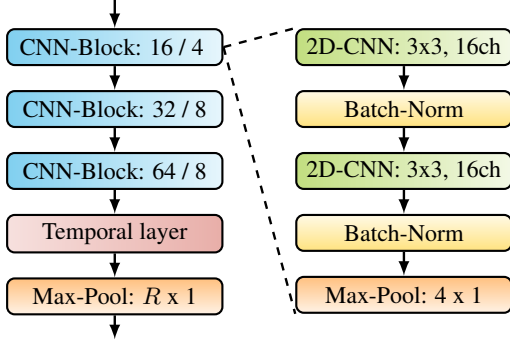 CNN-Block: 16 / 4
CNN-Block: 32 / 8
CNN-Block: 64 / 8
Temporal layer
Max-Pool: R x 1
2D-CNN: 3x3, 16ch
Batch-Norm
2D-CNN: 3x3, 16ch
Batch-Norm
Max-Pool: 4 x 1